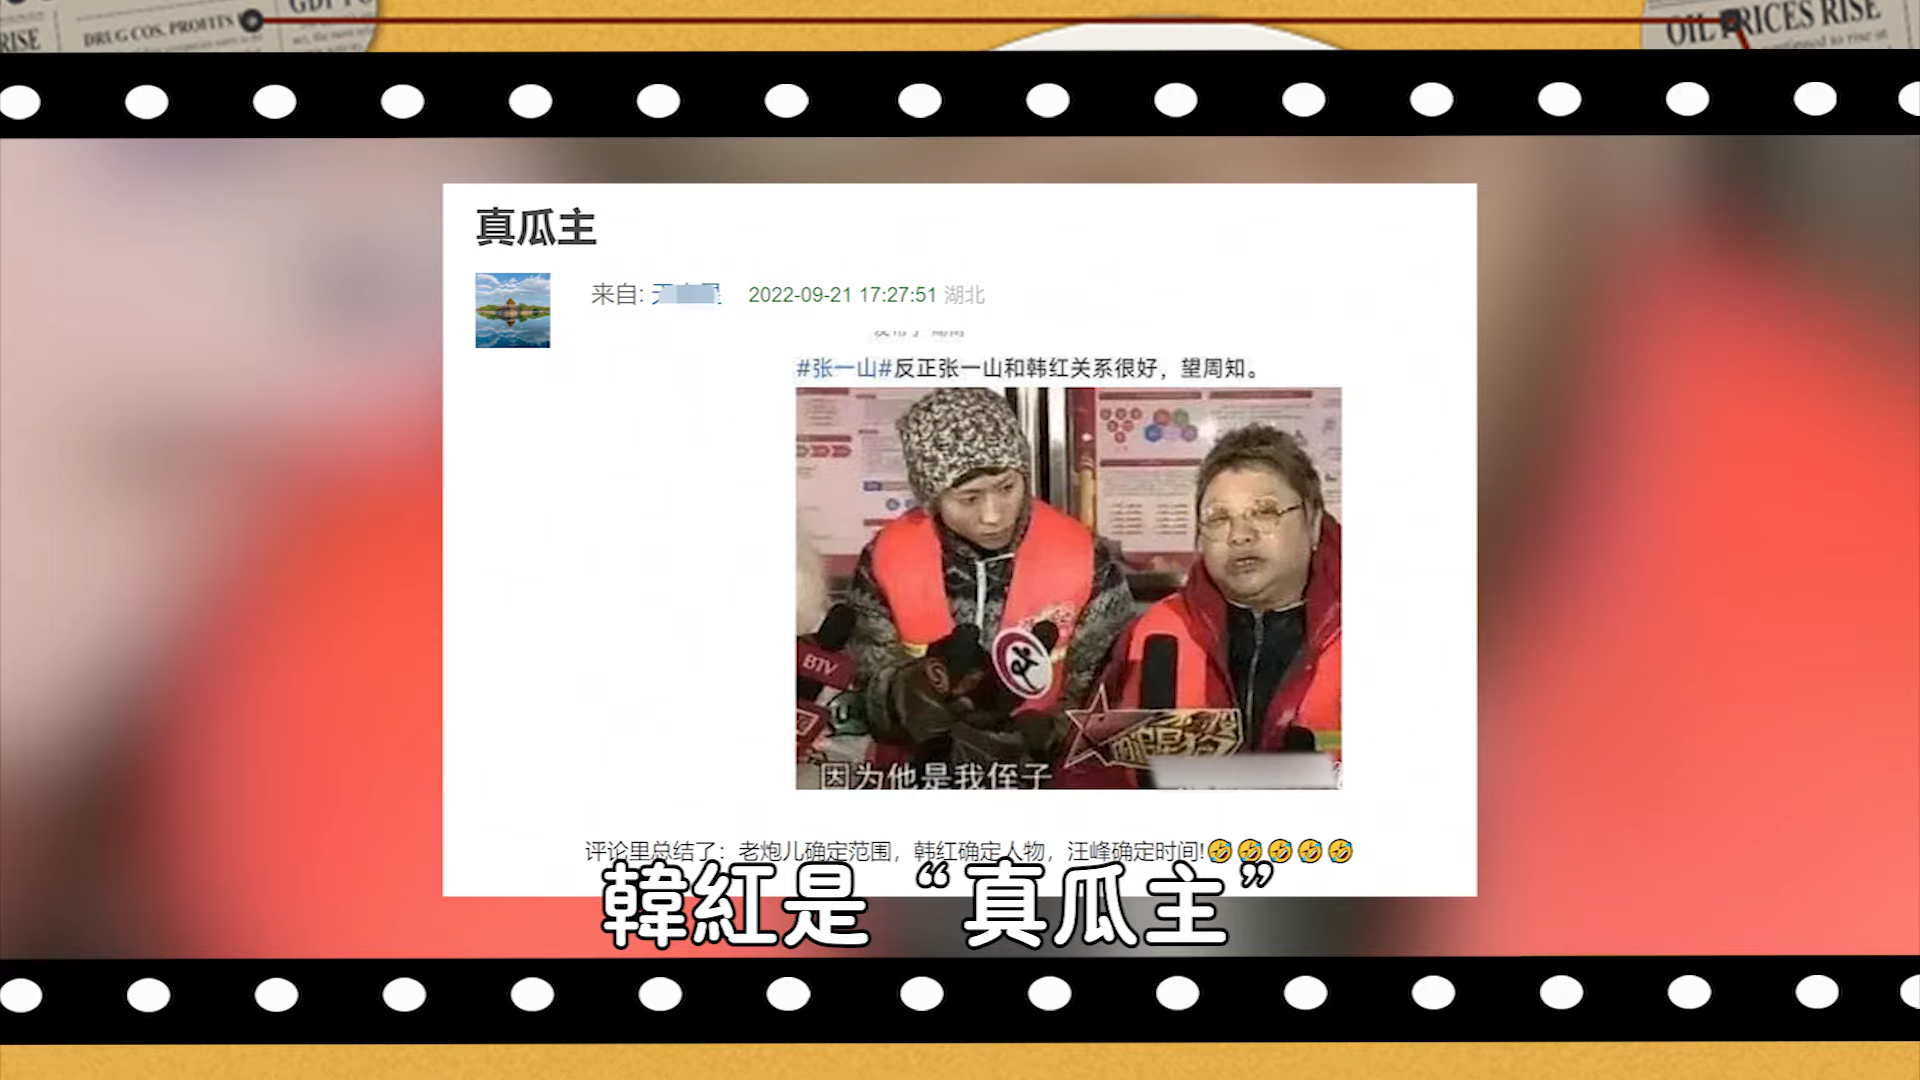 RISE
DRUG COS. PROFITS
OIL PRICES RISE
真瓜主
来自:
2022-09-21 17:27:51 湖北
#张一山#反正张一山和韩红关系很好，望周知。
BTV
因为他是我侄子
评论里总结了：老炮儿确定范围，韩红确定人物，汪峰确定时间!🤣🤣🤣🤣🤣
韓紅是“真瓜主”